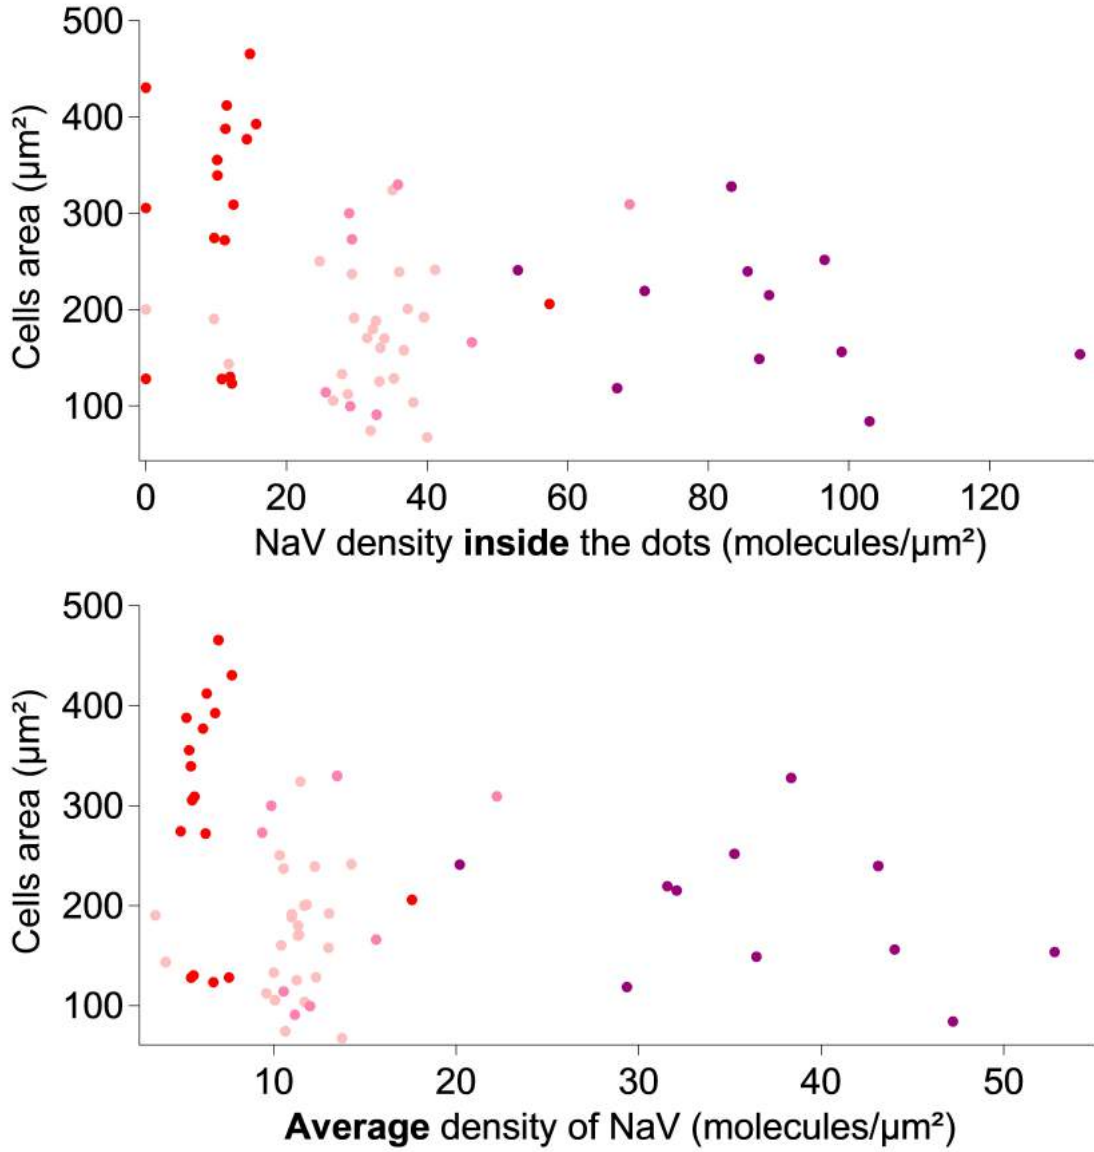 500
400
300
200
100
Cells area (µm²)
0 20 40 60 80 100 120
NaV density inside the dots (molecules/µm²)
500
400
300
200
100
Cells area (µm²)
10 20 30 40 50
Average density of NaV (molecules/µm²)